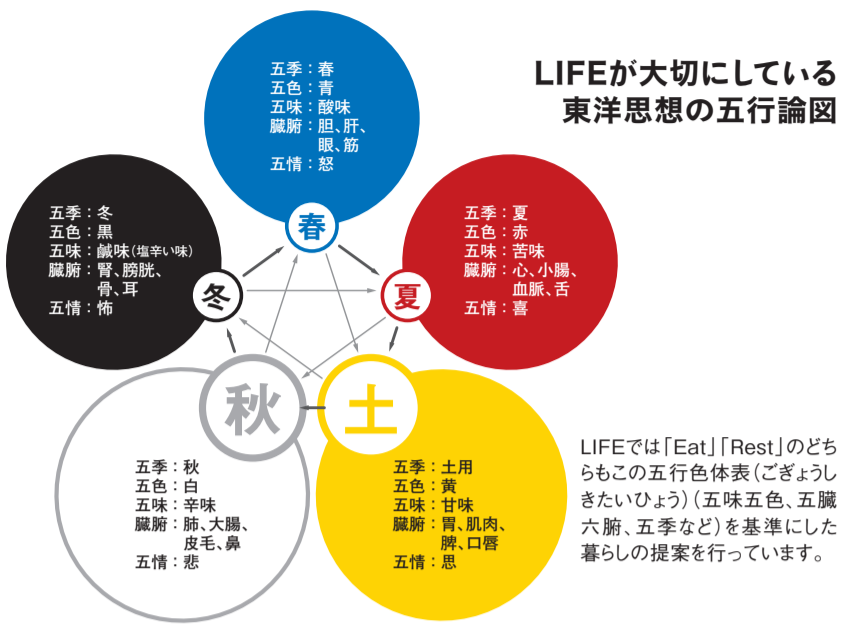 LIFEが大切にしている
東洋思想の五行論図
五季：春
五色：青
五味：酸味
臓腑：胆、肝、
眼、筋
五情：怒
春
五季：冬
五色：黒
五味：鹹味（塩辛い味）
臓腑：腎、膀胱、
骨、耳
五情：怖
冬
五季：夏
五色：赤
五味：苦味
臓腑：心、小腸、
血脈、舌
五情：喜
夏
秋
五季：秋
五色：白
五味：辛味
臓腑：肺、大腸、
皮毛、鼻
五情：悲
土
五季：土用
五色：黄
五味：甘味
臓腑：胃、肌肉、
脾、口唇
五情：思
LIFEでは「Eat」「Rest」のどち
らもこの五行色体表（ごぎょうし
きたいひょう）（五味五色、五臓
六腑、五季など）を基準にした
暮らしの提案を行っています。